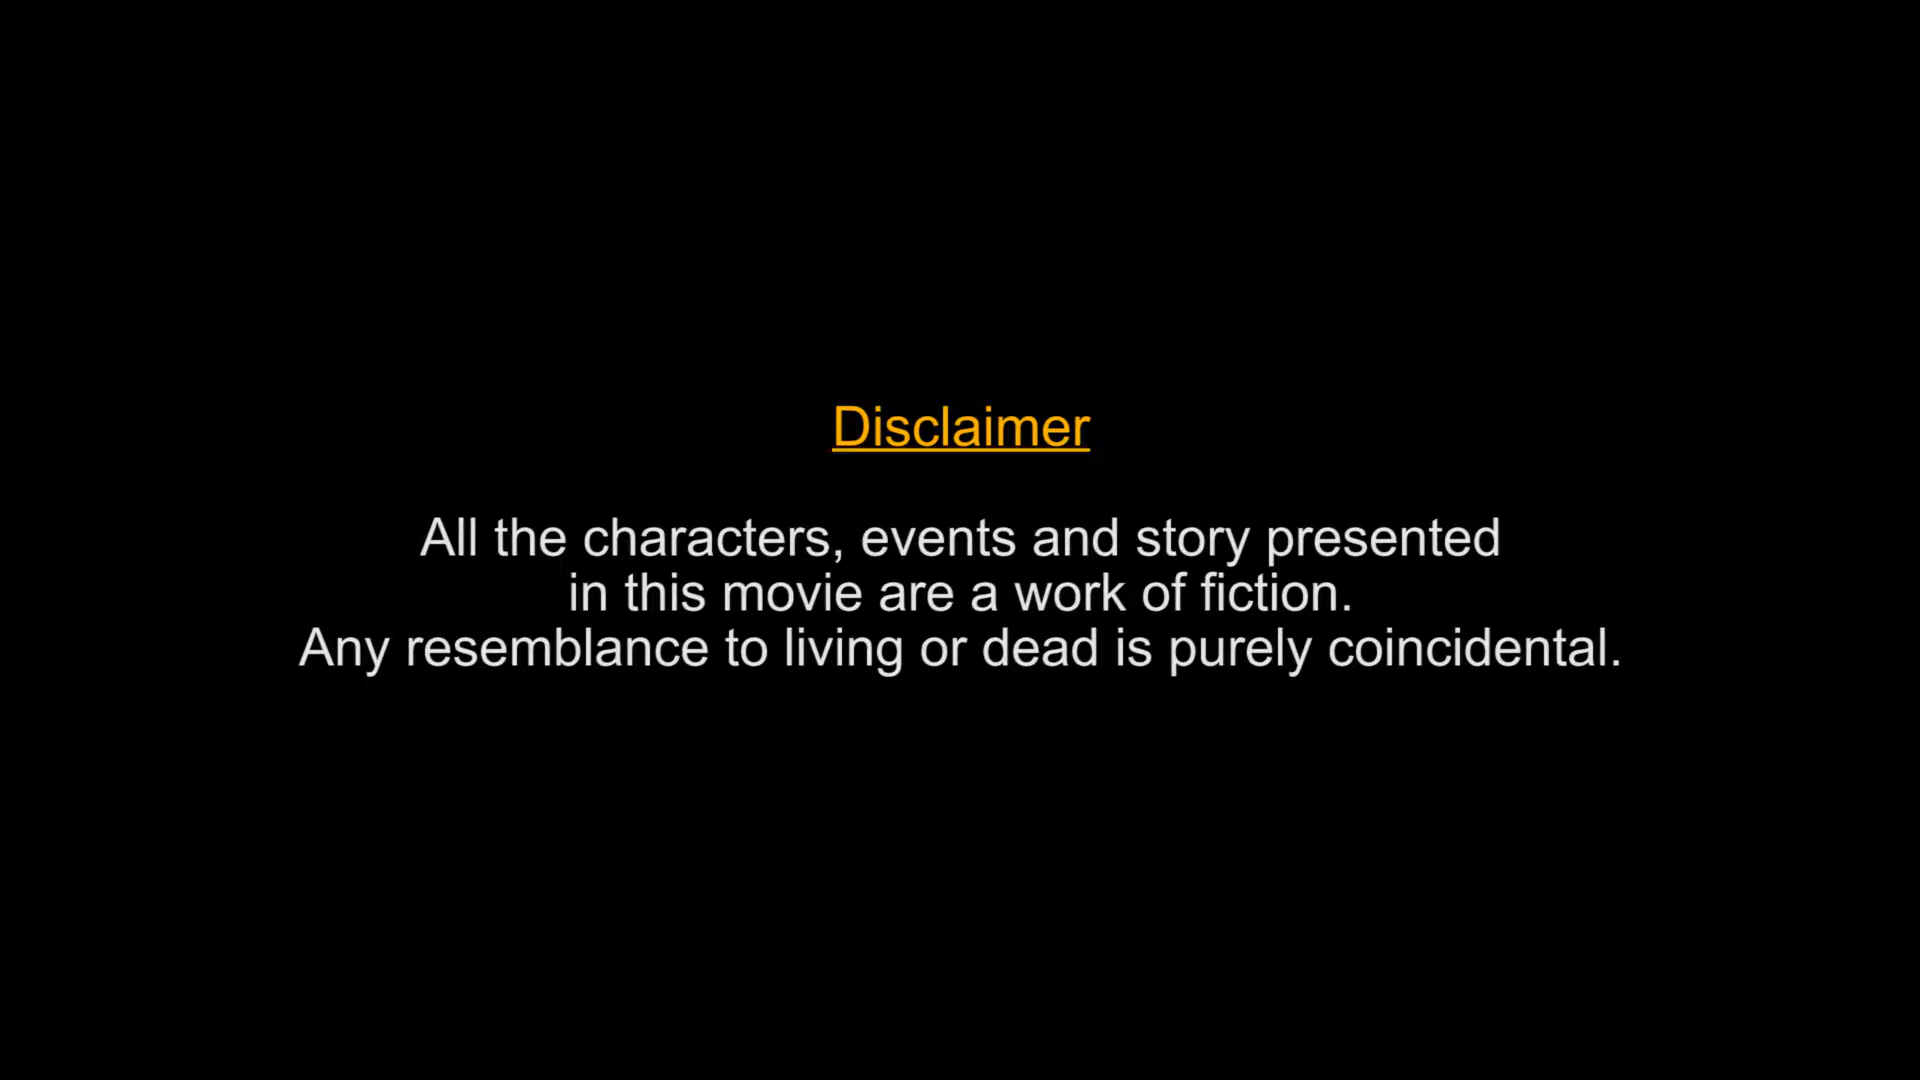 Disclaimer
All the characters, events and story presented
in this movie are a work of fiction.
Any resemblance to living or dead is purely coincidental.